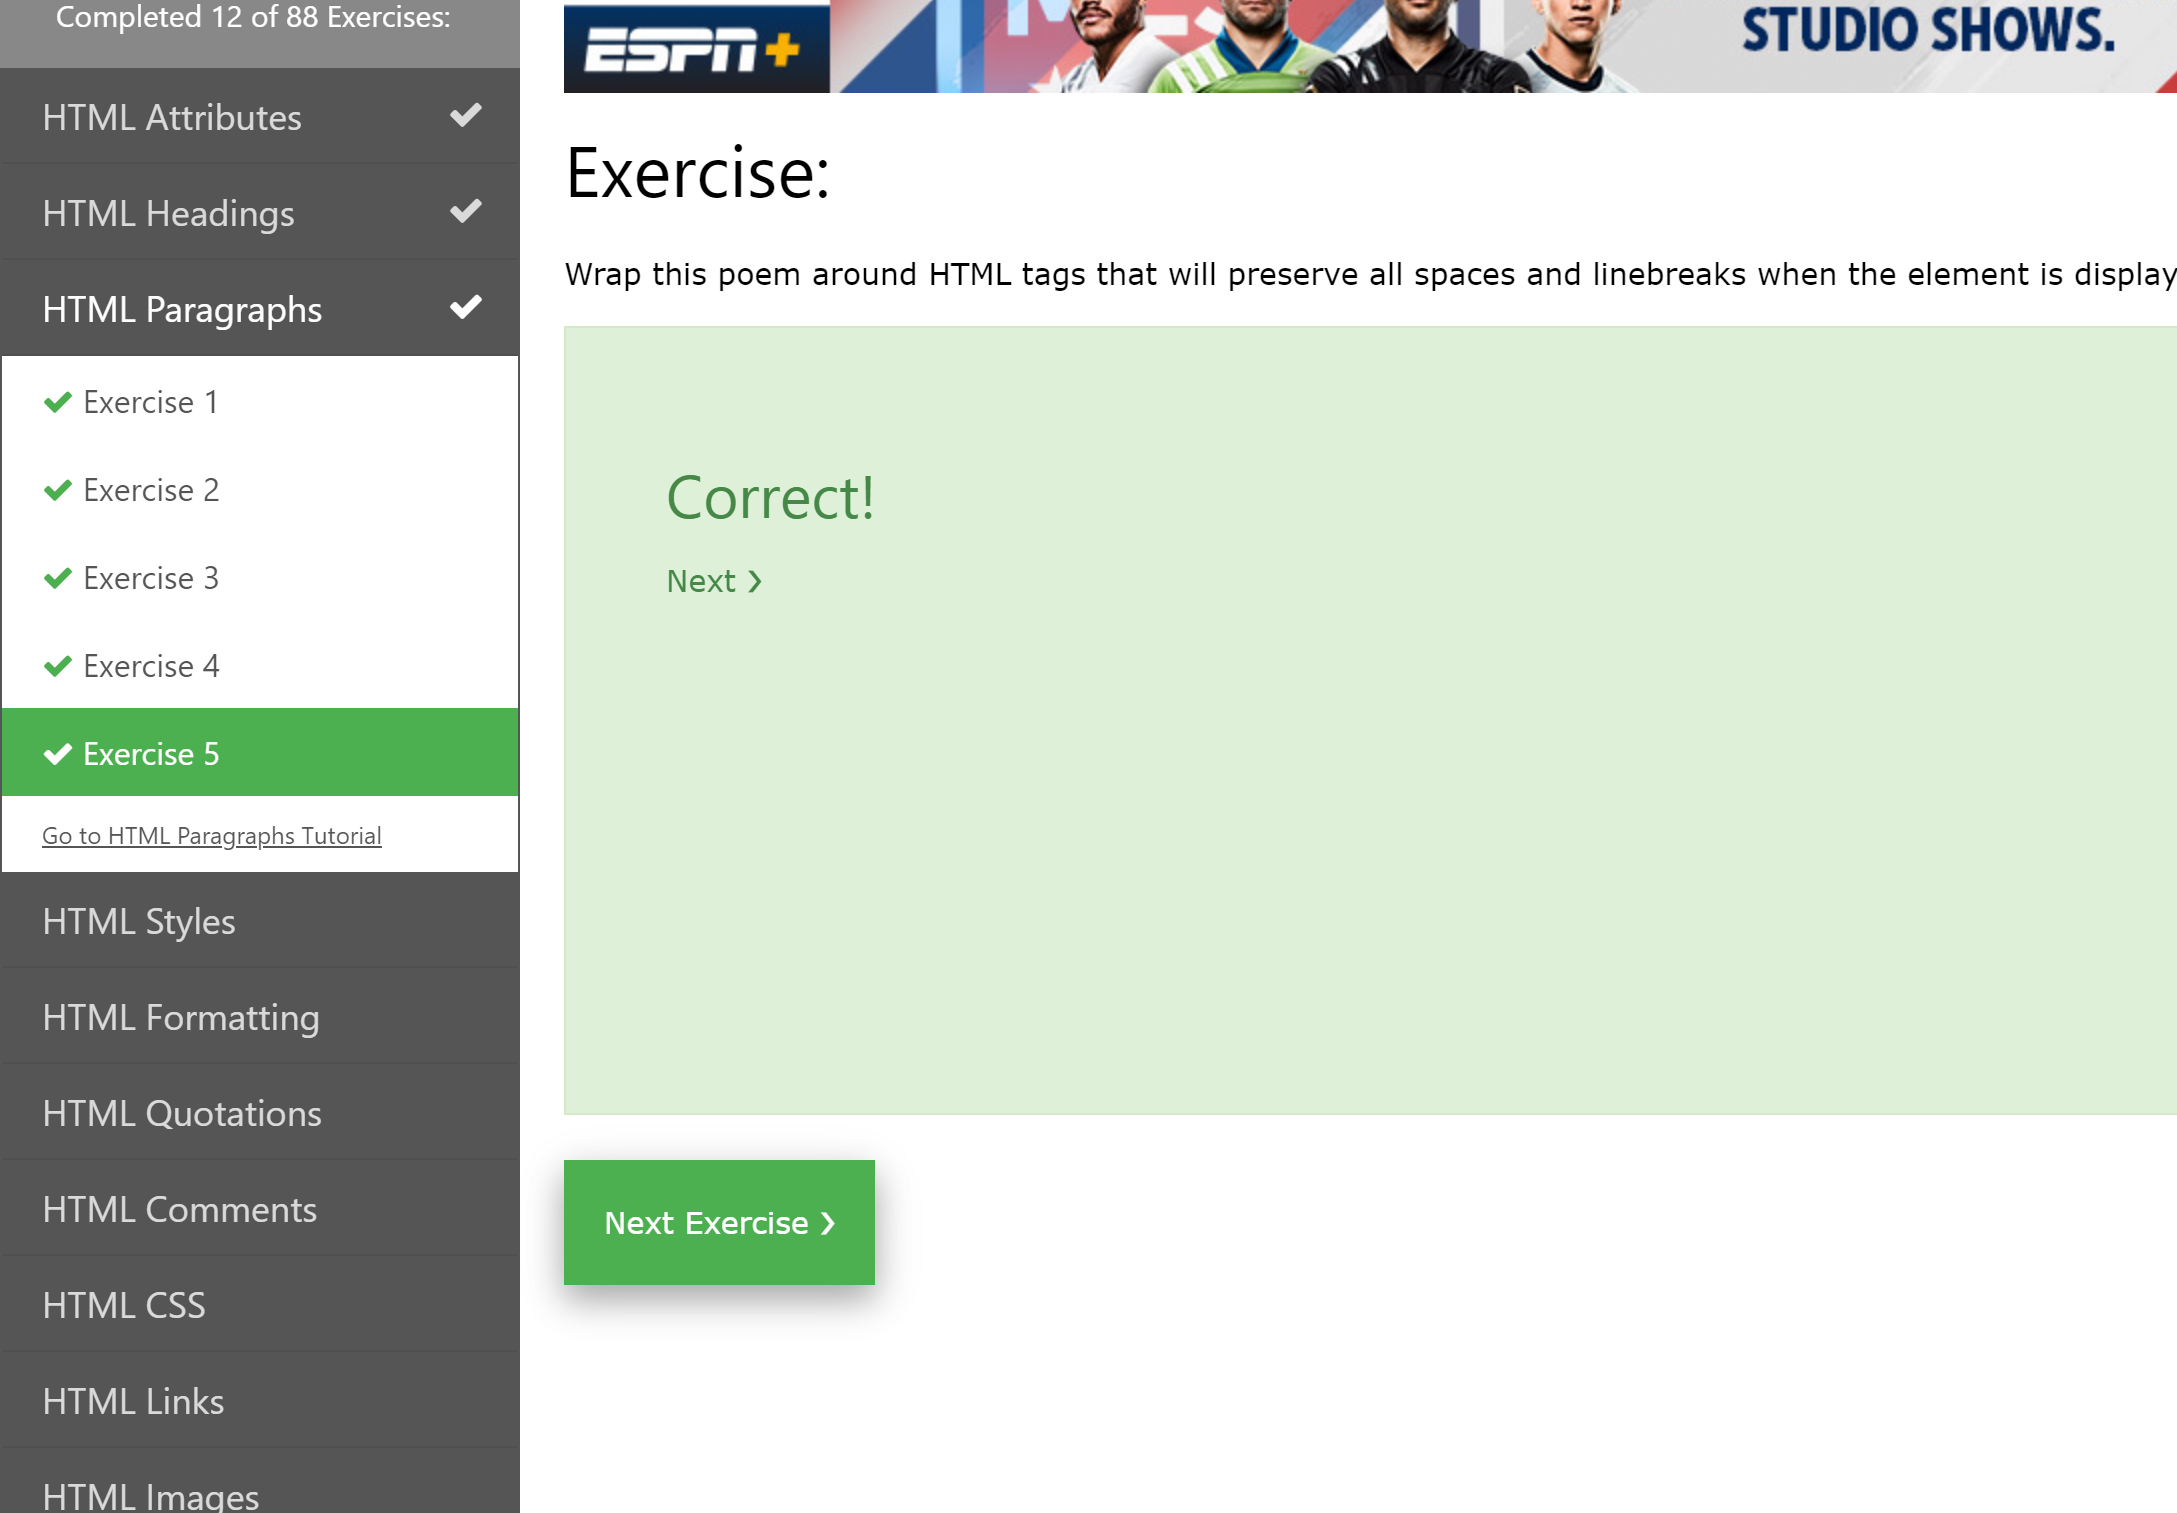 Completed 12 of 88 Exercises:
HTML Attributes
HTML Headings
HTML Paragraphs
Exercise 1
Exercise 2
Exercise 3
Exercise 4
Exercise 5
Go to HTML Paragraphs Tutorial
HTML Styles
HTML Formatting
HTML Quotations
HTML Comments
HTML CSS
HTML Links
HTML Images
ESPN+
STUDIO SHOWS.
Exercise:
Wrap this poem around HTML tags that will preserve all spaces and linebreaks when the element is display
Correct!
Next ❯
Next Exercise ❯